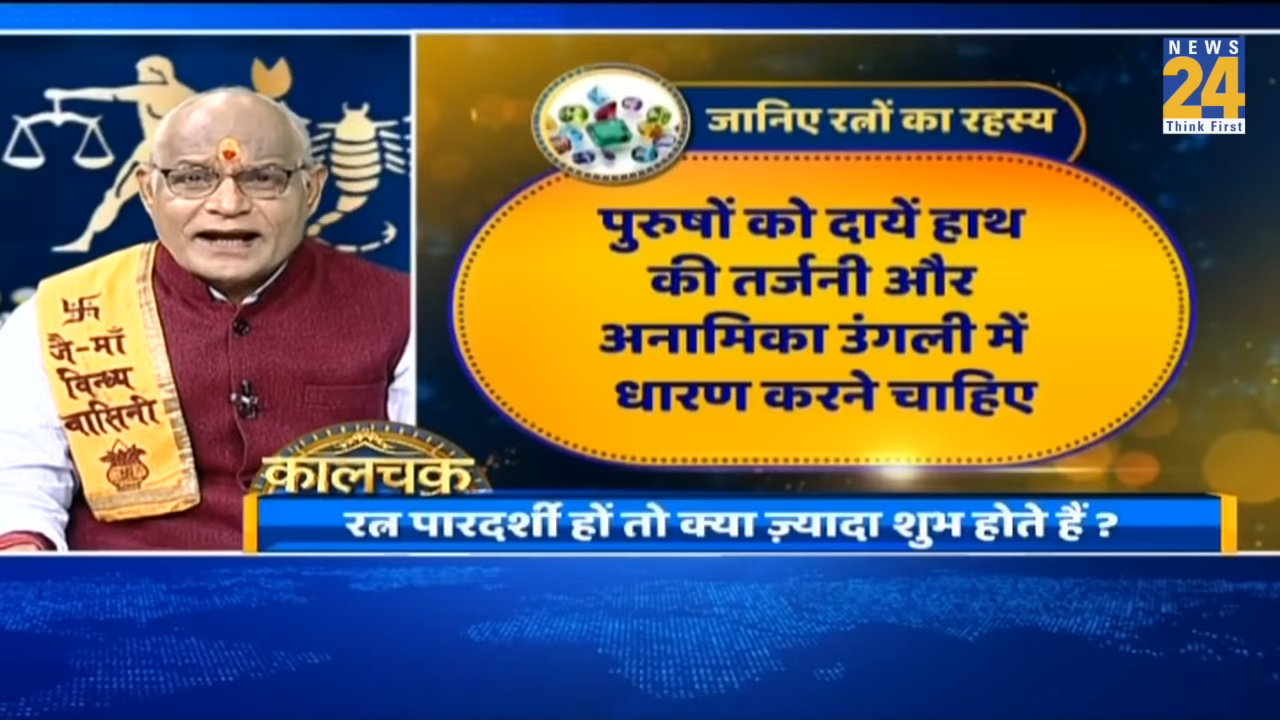 NEWS
24
Think First
जानिए रत्नों का रहस्य
पुरुषों को दायें हाथ
की तर्जनी और
अनामिका उंगली में
धारण करने चाहिए
जै-माँ
विन्ध्य
वासिनी
कालचक्र
रत्न पारदर्शी हों तो क्या ज़्यादा शुभ होते हैं ?